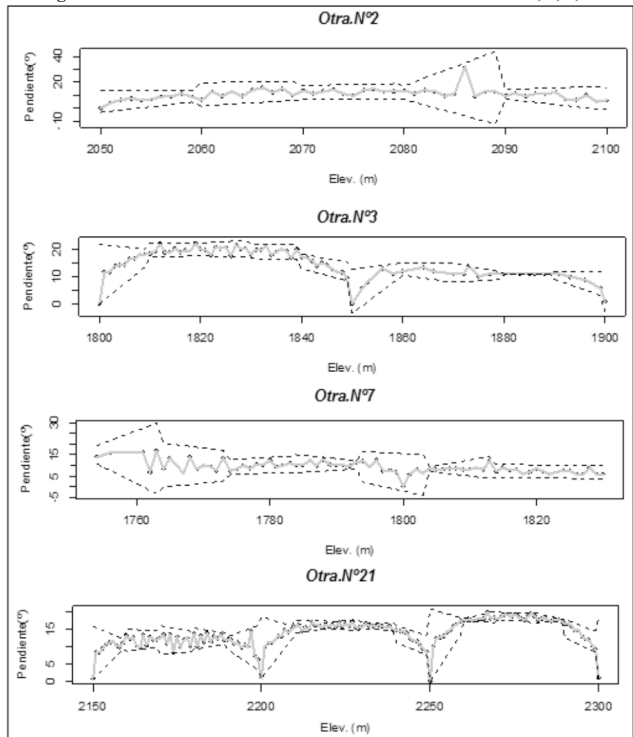 Otra.Nº2
Pendiente(º)
-10 20 40
2050 2060 2070 2080 2090 2100
Elev. (m)
Otra.Nº3
Pendiente(º)
0 10 20
1800 1820 1840 1860 1880 1900
Elev. (m)
Otra.Nº7
Pendiente(º)
-5 5 15 30
1760 1780 1800 1820
Elev. (m)
Otra.Nº21
Pendiente(º)
0 5 15
2150 2200 2250 2300
Elev. (m)